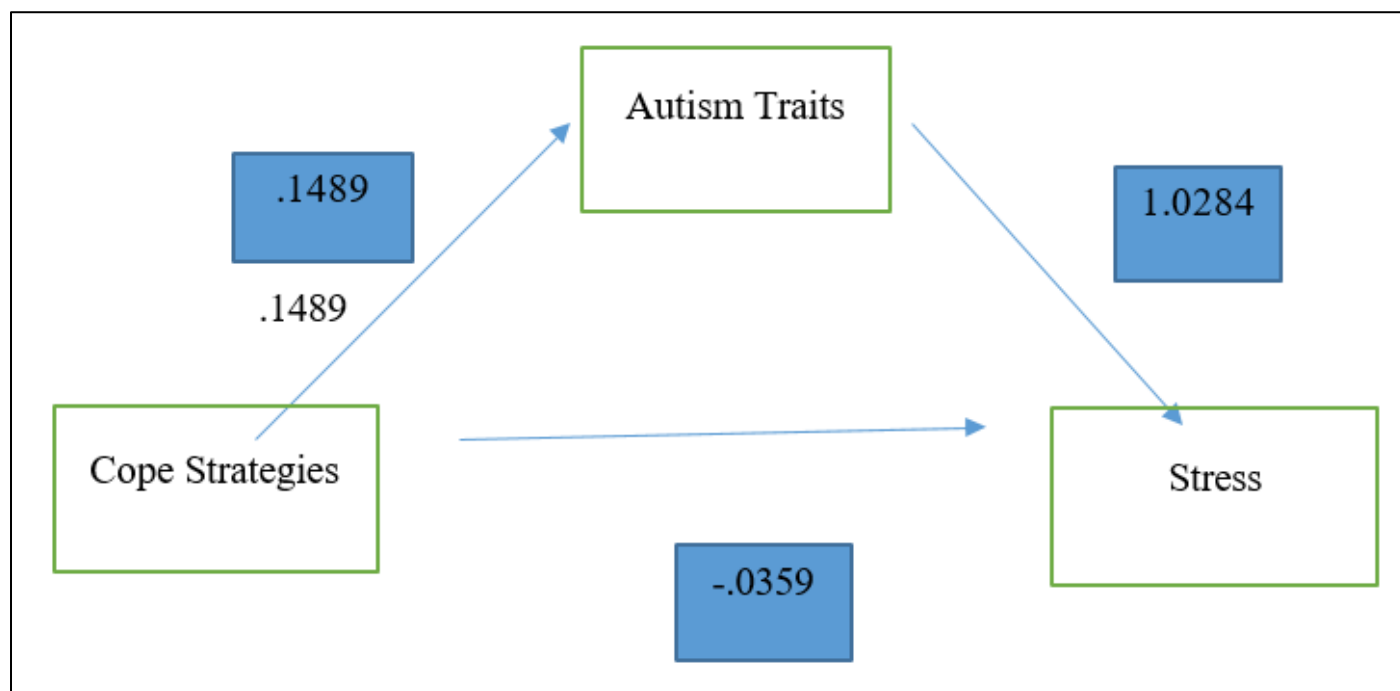 Autism Traits
.1489
1.0284
.1489
Cope Strategies
Stress
-.0359